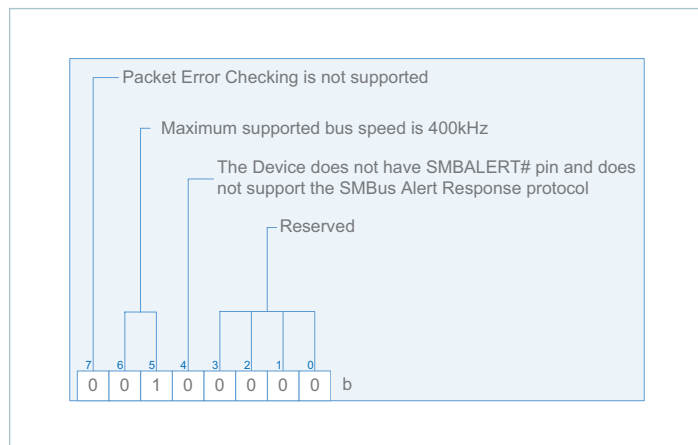 Packet Error Checking is not supported
Maximum supported bus speed is 400kHz
The Device does not have SMBALERT# pin and does
not support the SMBus Alert Response protocol
Reserved
7 6 5 4 3 2 1 0
0 0 1 0 0 0 0 0 b